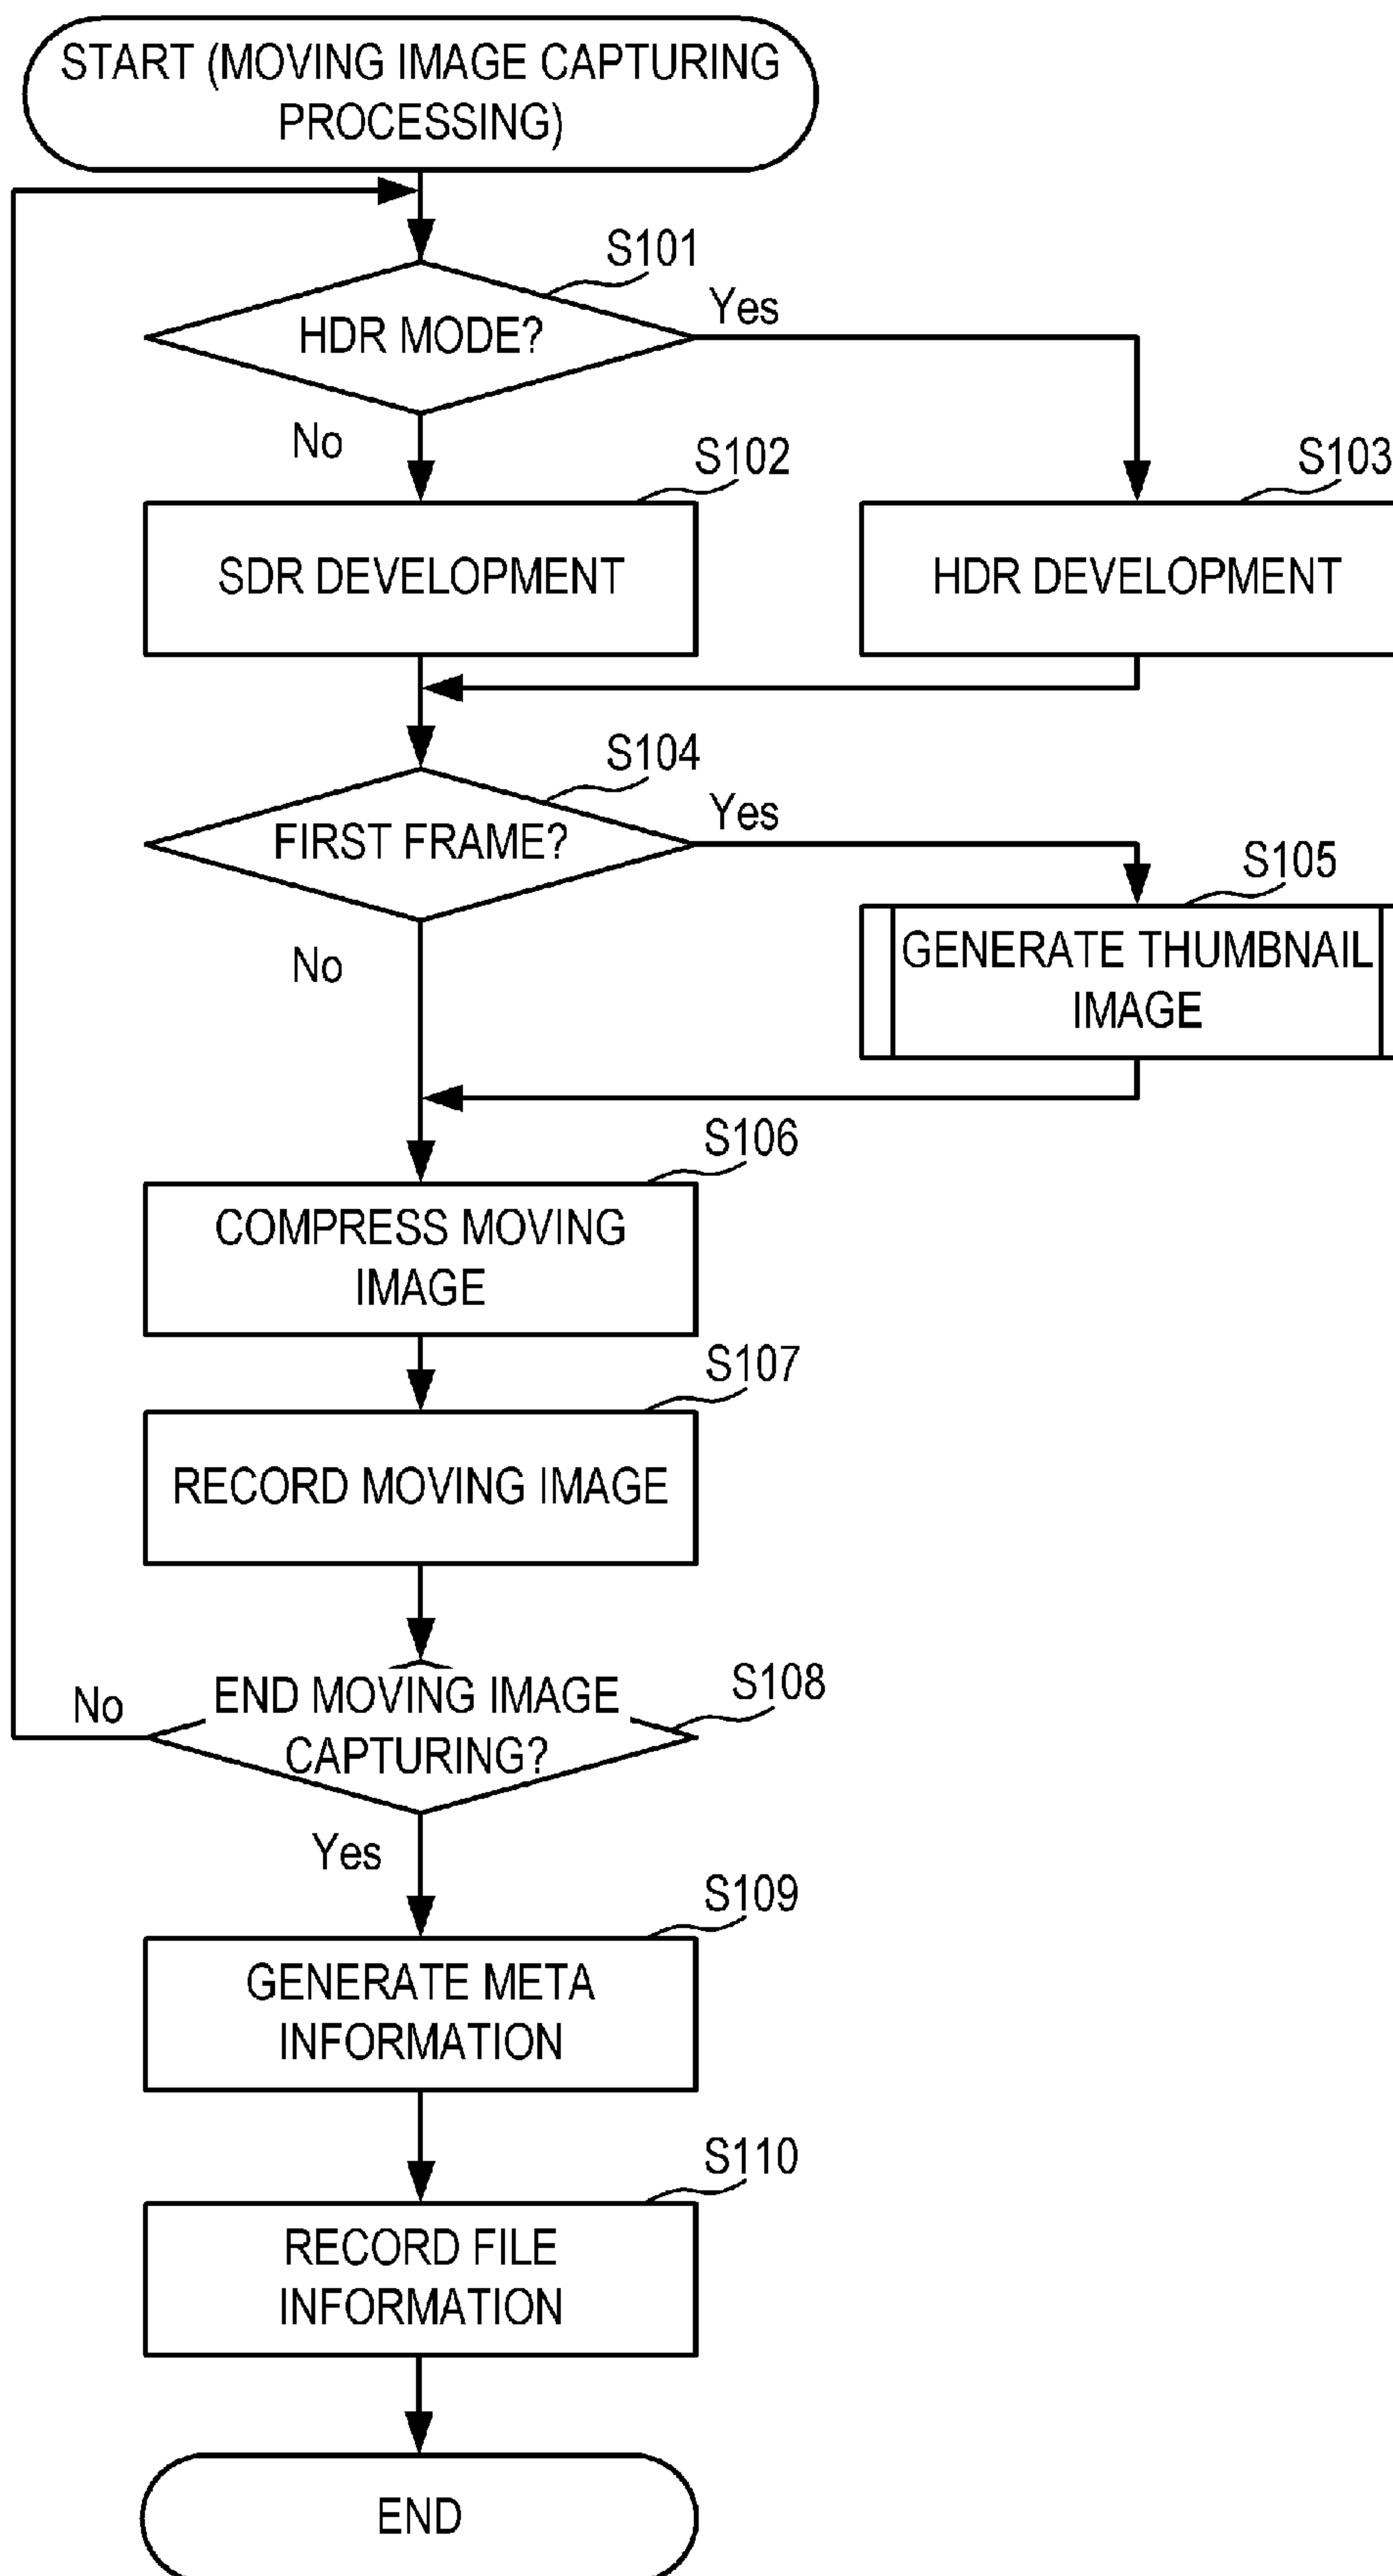 START (MOVING IMAGE CAPTURING
PROCESSING)
S101
HDR MODE?
Yes
No
S102
S103
SDR DEVELOPMENT
HDR DEVELOPMENT
S104
FIRST FRAME?
Yes
No
S105
GENERATE THUMBNAIL
IMAGE
S106
COMPRESS MOVING
IMAGE
S107
RECORD MOVING IMAGE
S108
END MOVING IMAGE
CAPTURING?
No
Yes
S109
GENERATE META
INFORMATION
S110
RECORD FILE
INFORMATION
END